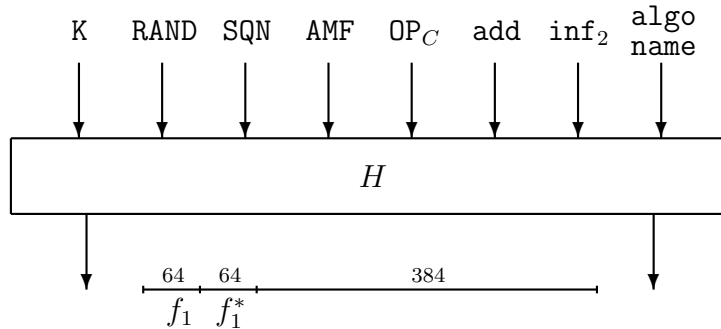 K RAND SQN AMF OP_C add inf_2 algo name
H
64 64 384
f_1 f_1^*